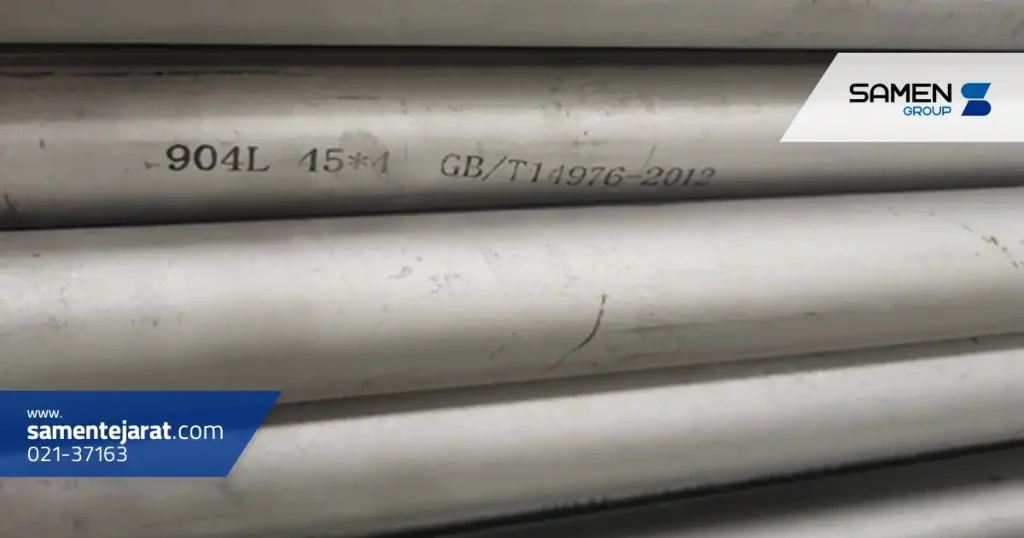 SAMEN
GROUP
904L 45*4 GB/T14976-2012
www.
samentejarat.com
021-37163